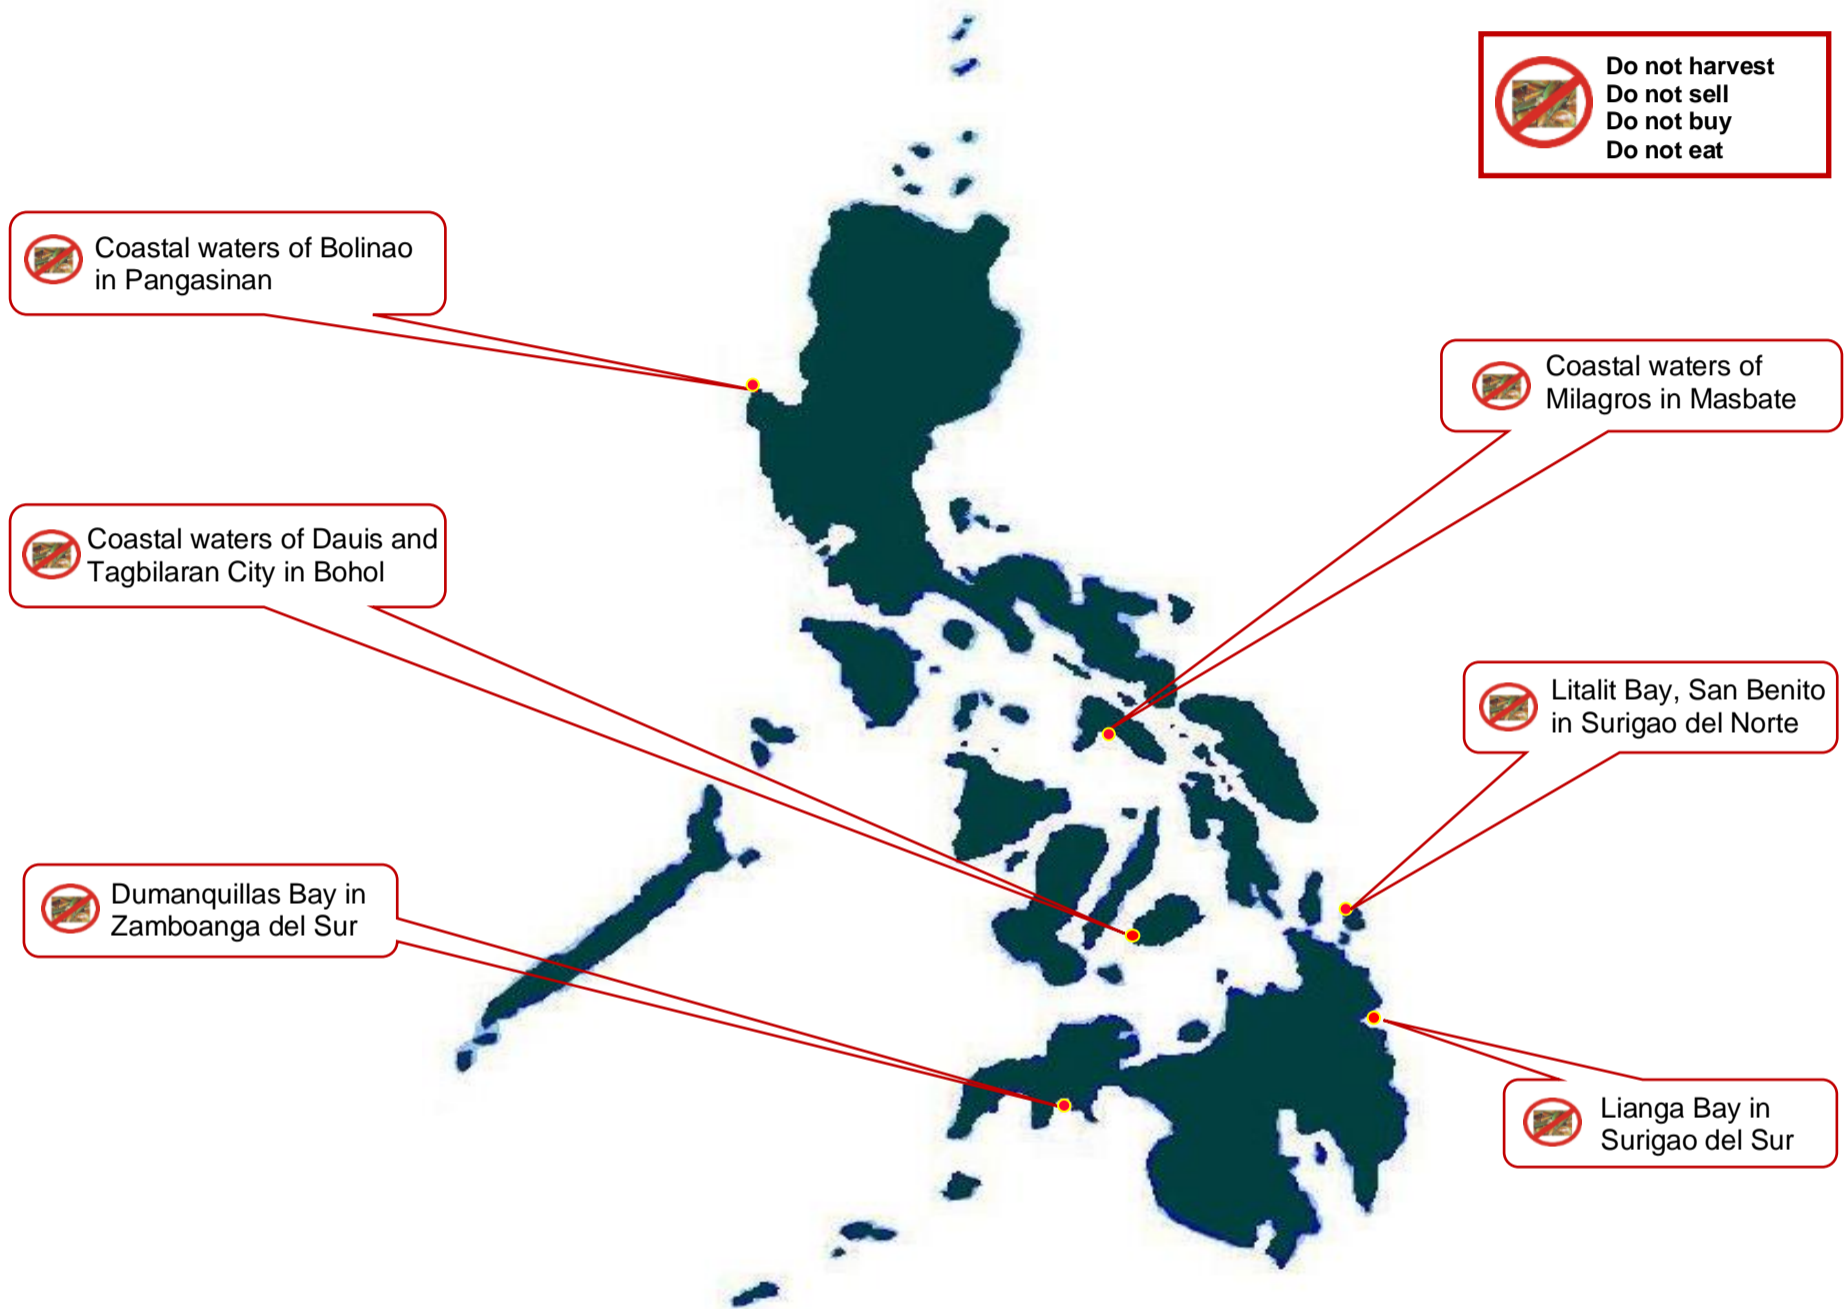 Do not harvest
Do not sell
Do not buy
Do not eat
Coastal waters of Bolinao
in Pangasinan
Coastal waters of
Milagros in Masbate
Coastal waters of Dauis and
Tagbilaran City in Bohol
Litalit Bay, San Benito
in Surigao del Norte
Dumanquillas Bay in
Zamboanga del Sur
Lianga Bay in
Surigao del Sur